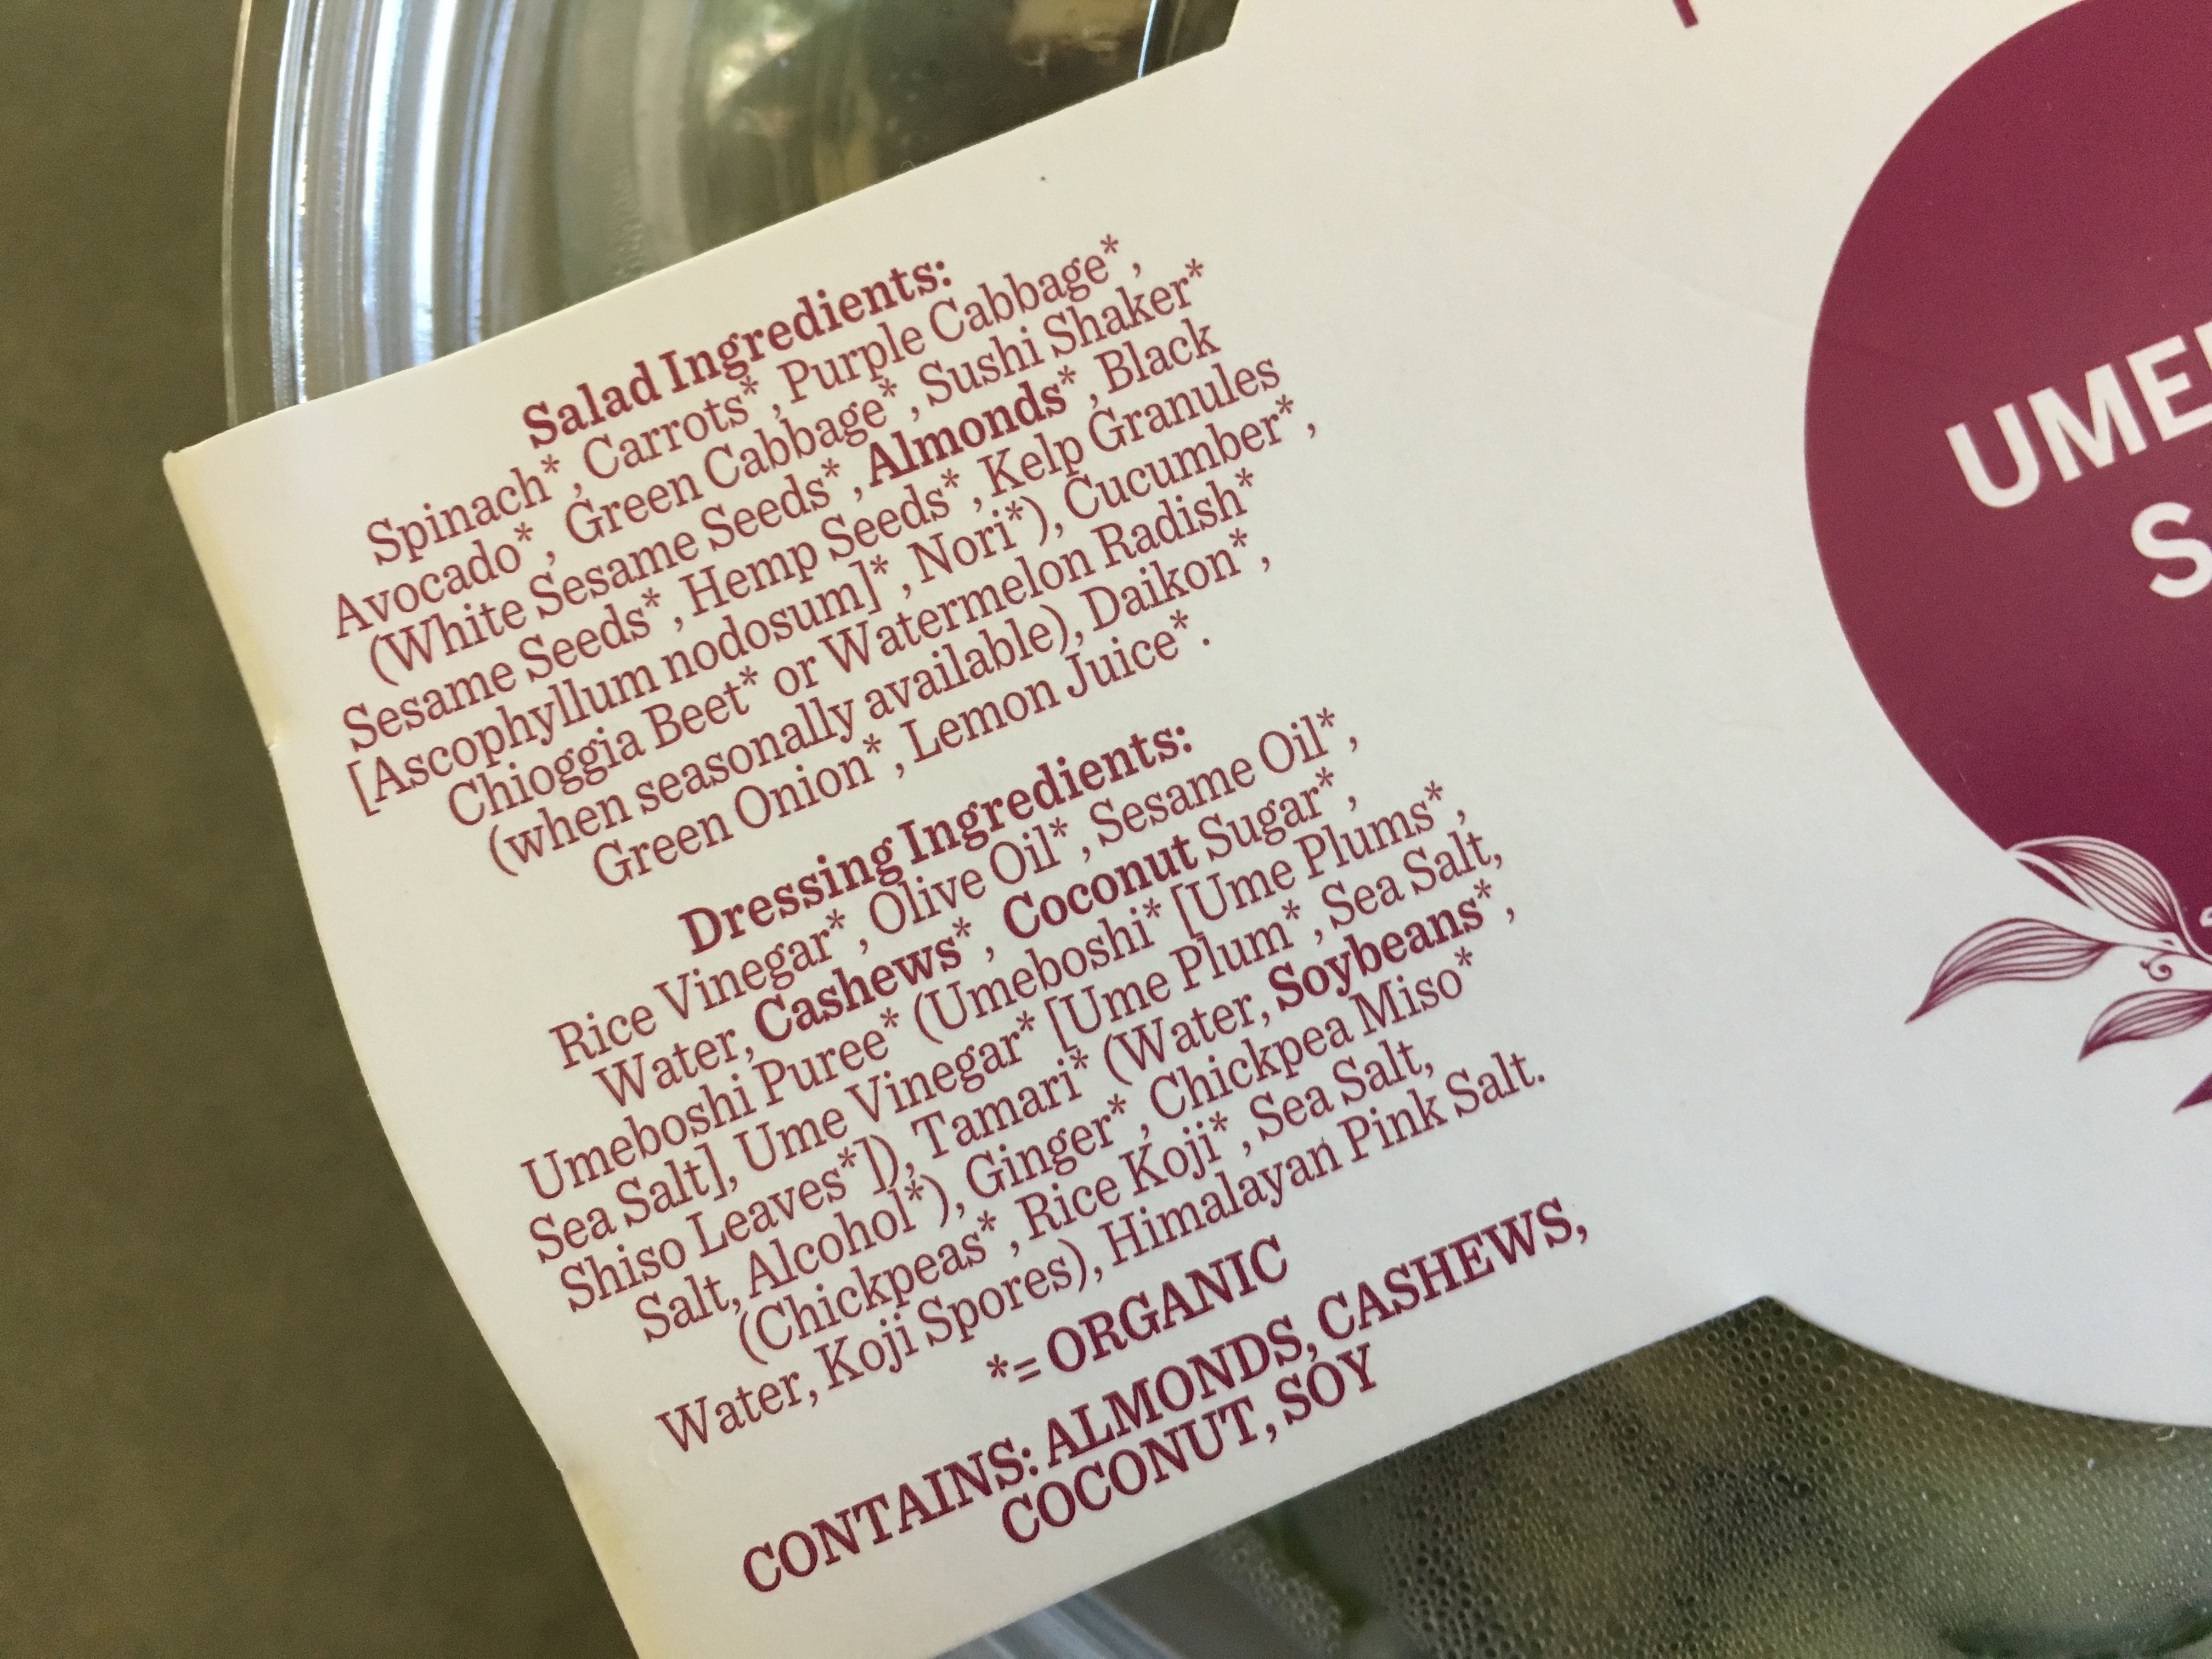 Salad Ingredients:
Spinach*, Carrots*, Purple Cabbage*,
Avocado*, Green Cabbage*, Sushi Shaker*
(White Sesame Seeds*, Almonds*, Black
Sesame Seeds*, Hemp Seeds*, Kelp Granules
[Ascophyllum nodosum]*, Nori*), Cucumber*,
Chioggia Beet* or Watermelon Radish*
(when seasonally available), Daikon*,
Green Onion*, Lemon Juice*.
Dressing Ingredients:
Rice Vinegar*, Olive Oil*, Sesame Oil*,
Water, Cashews*, Coconut Sugar*,
Umeboshi Puree* (Umeboshi* [Ume Plums*,
Sea Salt], Ume Vinegar* [Ume Plum*, Sea Salt,
Shiso Leaves*]), Tamari* (Water, Soybeans*,
Salt, Alcohol*), Ginger*, Chickpea Miso*
(Chickpeas*, Rice Koji*, Sea Salt,
Water, Koji Spores), Himalayan Pink Salt.
*= ORGANIC
CONTAINS: ALMONDS, CASHEWS,
COCONUT, SOY